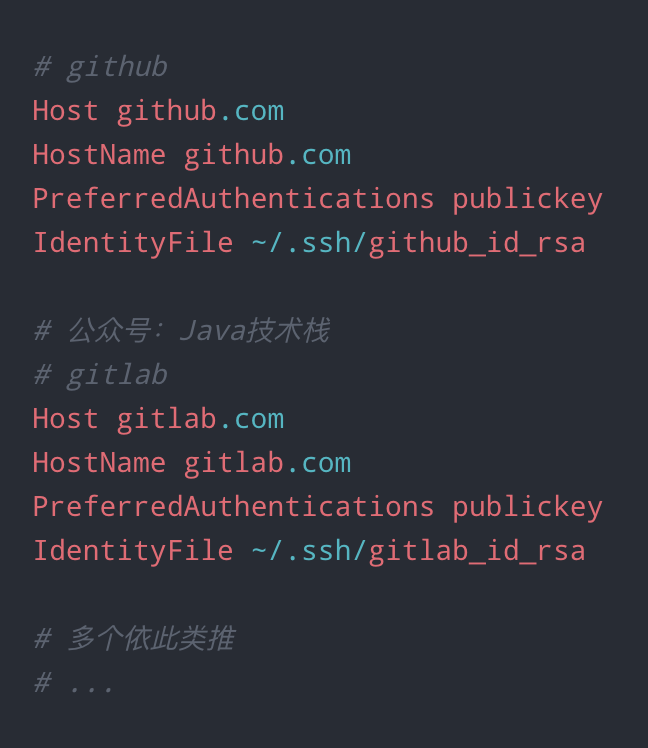 # github
Host github.com
HostName github.com
PreferredAuthentications publickey
IdentityFile ~/.ssh/github_id_rsa
# 公众号：Java技术栈
# gitlab
Host gitlab.com
HostName gitlab.com
PreferredAuthentications publickey
IdentityFile ~/.ssh/gitlab_id_rsa
# 多个依此类推
# ...